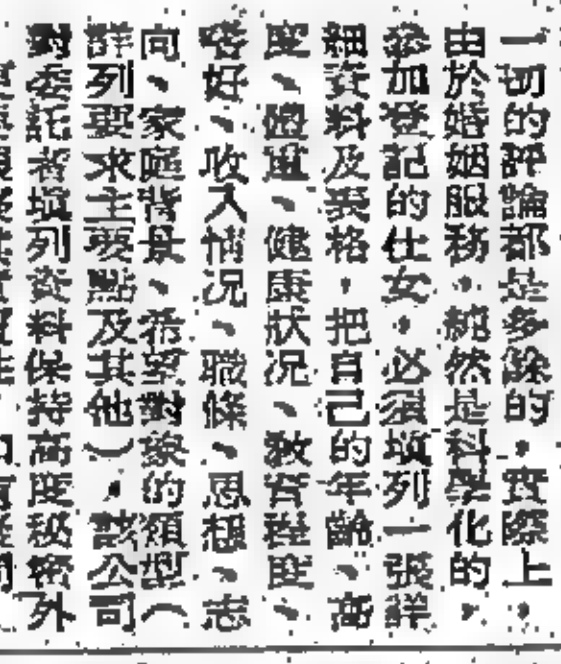 一切的評論都是多餘的，實際上，
由於婚姻服務，純然是科學化的，
參加登記的仕女，必須填列一張詳
細資料及表格，把自己的年齡、高
度、體重、健康狀況、教育程度、
嗜好、收入情況、職條、思想、志
向、家庭背景、希望對象的類型（
詳列要求主要點及其他），該公司
對委託者填列資料保持高度秘密外